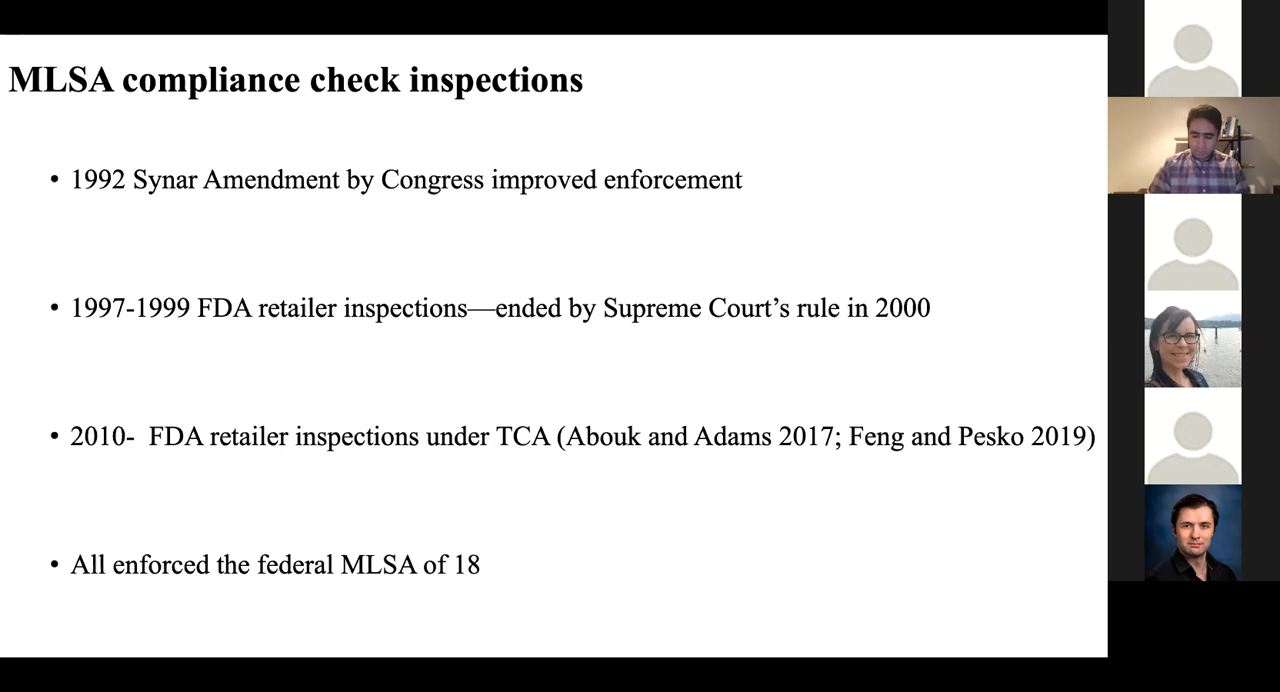 MLSA compliance check inspections
• 1992 Synar Amendment by Congress improved enforcement
• 1997-1999 FDA retailer inspections—ended by Supreme Court’s rule in 2000
• 2010- FDA retailer inspections under TCA (Abouk and Adams 2017; Feng and Pesko 2019)
• All enforced the federal MLSA of 18